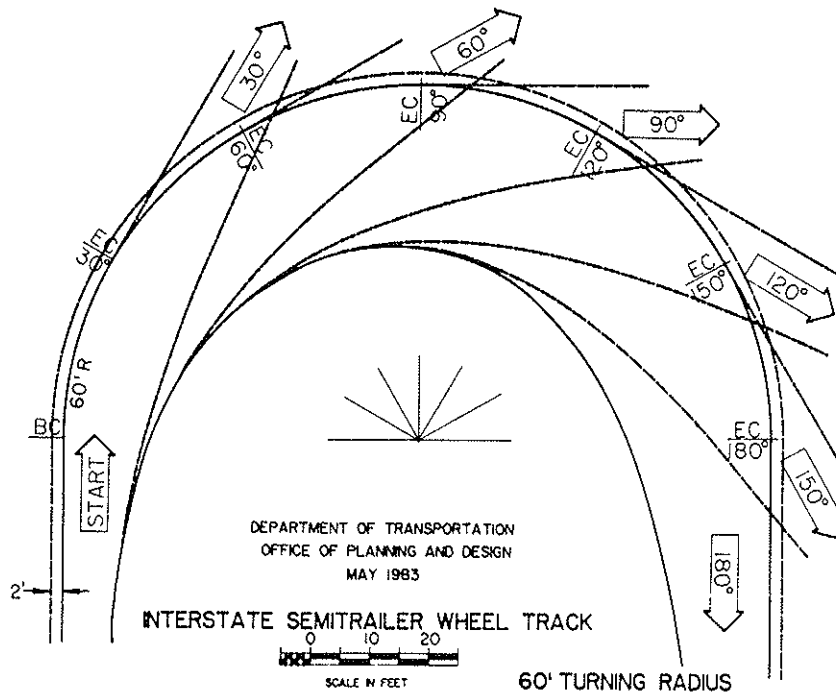 30°
60°
90°
120°
150°
180°
EC
30°
EC
60°
EC
90°
EC
120°
EC
150°
EC
180°
60' R
BC
START
2'
DEPARTMENT OF TRANSPORTATION
OFFICE OF PLANNING AND DESIGN
MAY 1983
INTERSTATE SEMITRAILER WHEEL TRACK
0 10 20
SCALE IN FEET
60' TURNING RADIUS